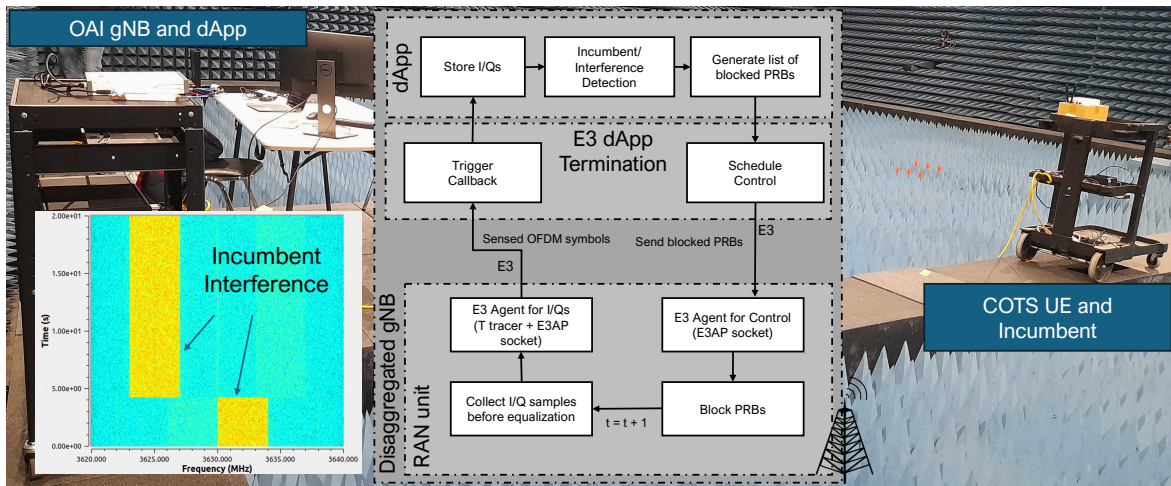 OAI gNB and dApp
dApp
Store I/Qs
Incumbent/
Interference
Detection
Generate list of
blocked PRBs
E3 dApp
Termination
Trigger
Callback
Schedule
Control
Sensed OFDM symbols
Send blocked PRBs
E3
E3
Disaggregated gNB
RAN unit
E3 Agent for I/Qs
(T tracer + E3AP
socket)
E3 Agent for Control
(E3AP socket)
Collect I/Q samples
before equalization
t = t + 1
Block PRBs
COTS UE and
Incumbent
Incumbent
Interference
Time (s)
2.00e+01
1.50e+01
1.00e+01
5.00e+00
0.00e+00
3620.000
3625.000
3630.000
3635.000
3640.000
Frequency (MHz)